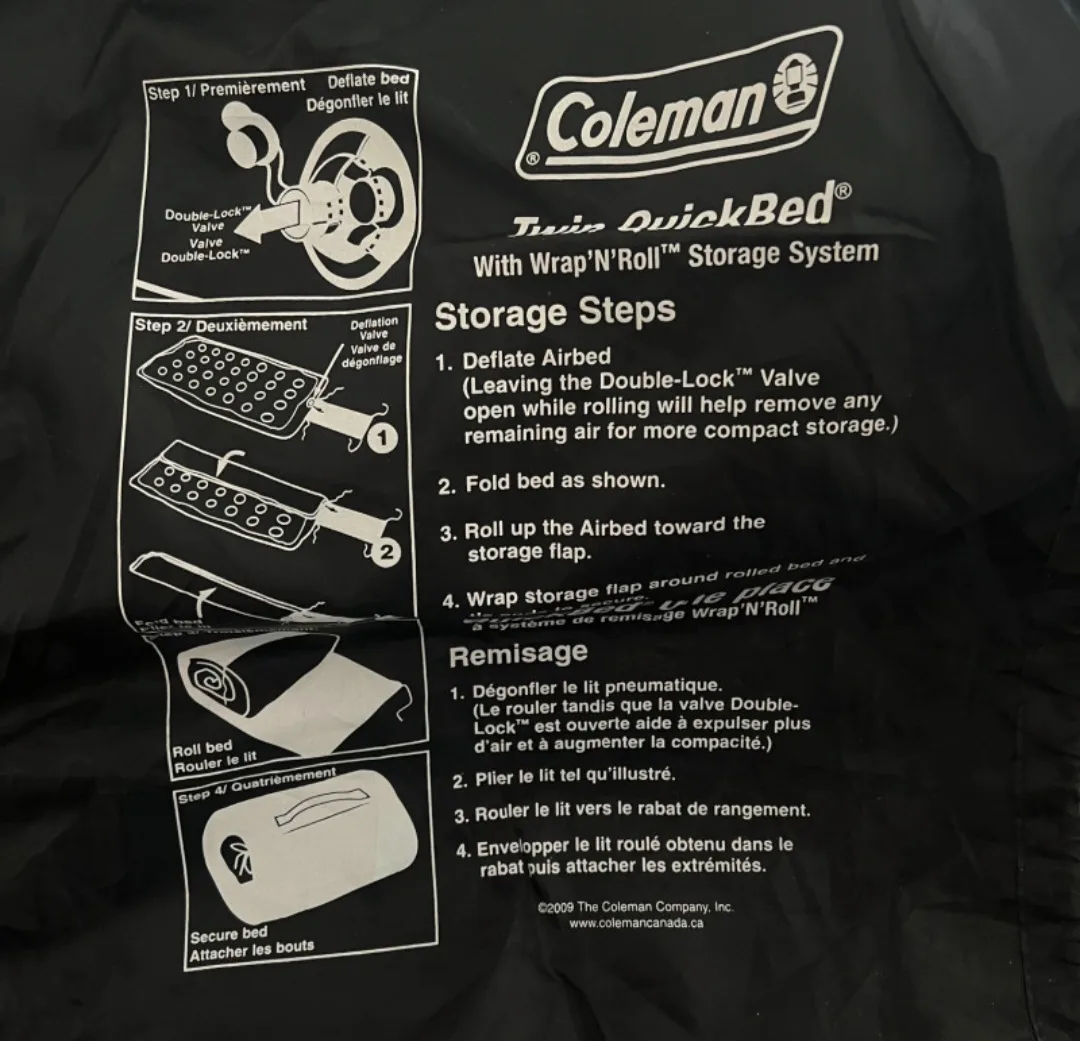 Step 1/ Premièrement
Deflate bed
Dégonfler le lit
Double-Lock™
Valve
Valve
Double-Lock™
Step 2/ Deuxièmement
Deflation
Valve
Valve de
dégonflage
1
2
Roll bed
Rouler le lit
Step 4/ Quatrièmement
Secure bed
Attacher les bouts
Coleman
®
Twin QuickBed®
With Wrap'N'Roll™ Storage System
Storage Steps
1. Deflate Airbed
(Leaving the Double-Lock™ Valve
open while rolling will help remove any
remaining air for more compact storage.)
2. Fold bed as shown.
3. Roll up the Airbed toward the
storage flap.
4. Wrap storage flap around rolled bed and
place
à système de remisage Wrap'N'Roll™
Remisage
1. Dégonfler le lit pneumatique.
(Le rouler tandis que la valve Double-
Lock™ est ouverte aide à expulser plus
d'air et à augmenter la compacité.)
2. Plier le lit tel qu'illustré.
3. Rouler le lit vers le rabat de rangement.
4. Envelopper le lit roulé obtenu dans le
rabat puis attacher les extrémités.
©2009 The Coleman Company, Inc.
www.colemancanada.ca